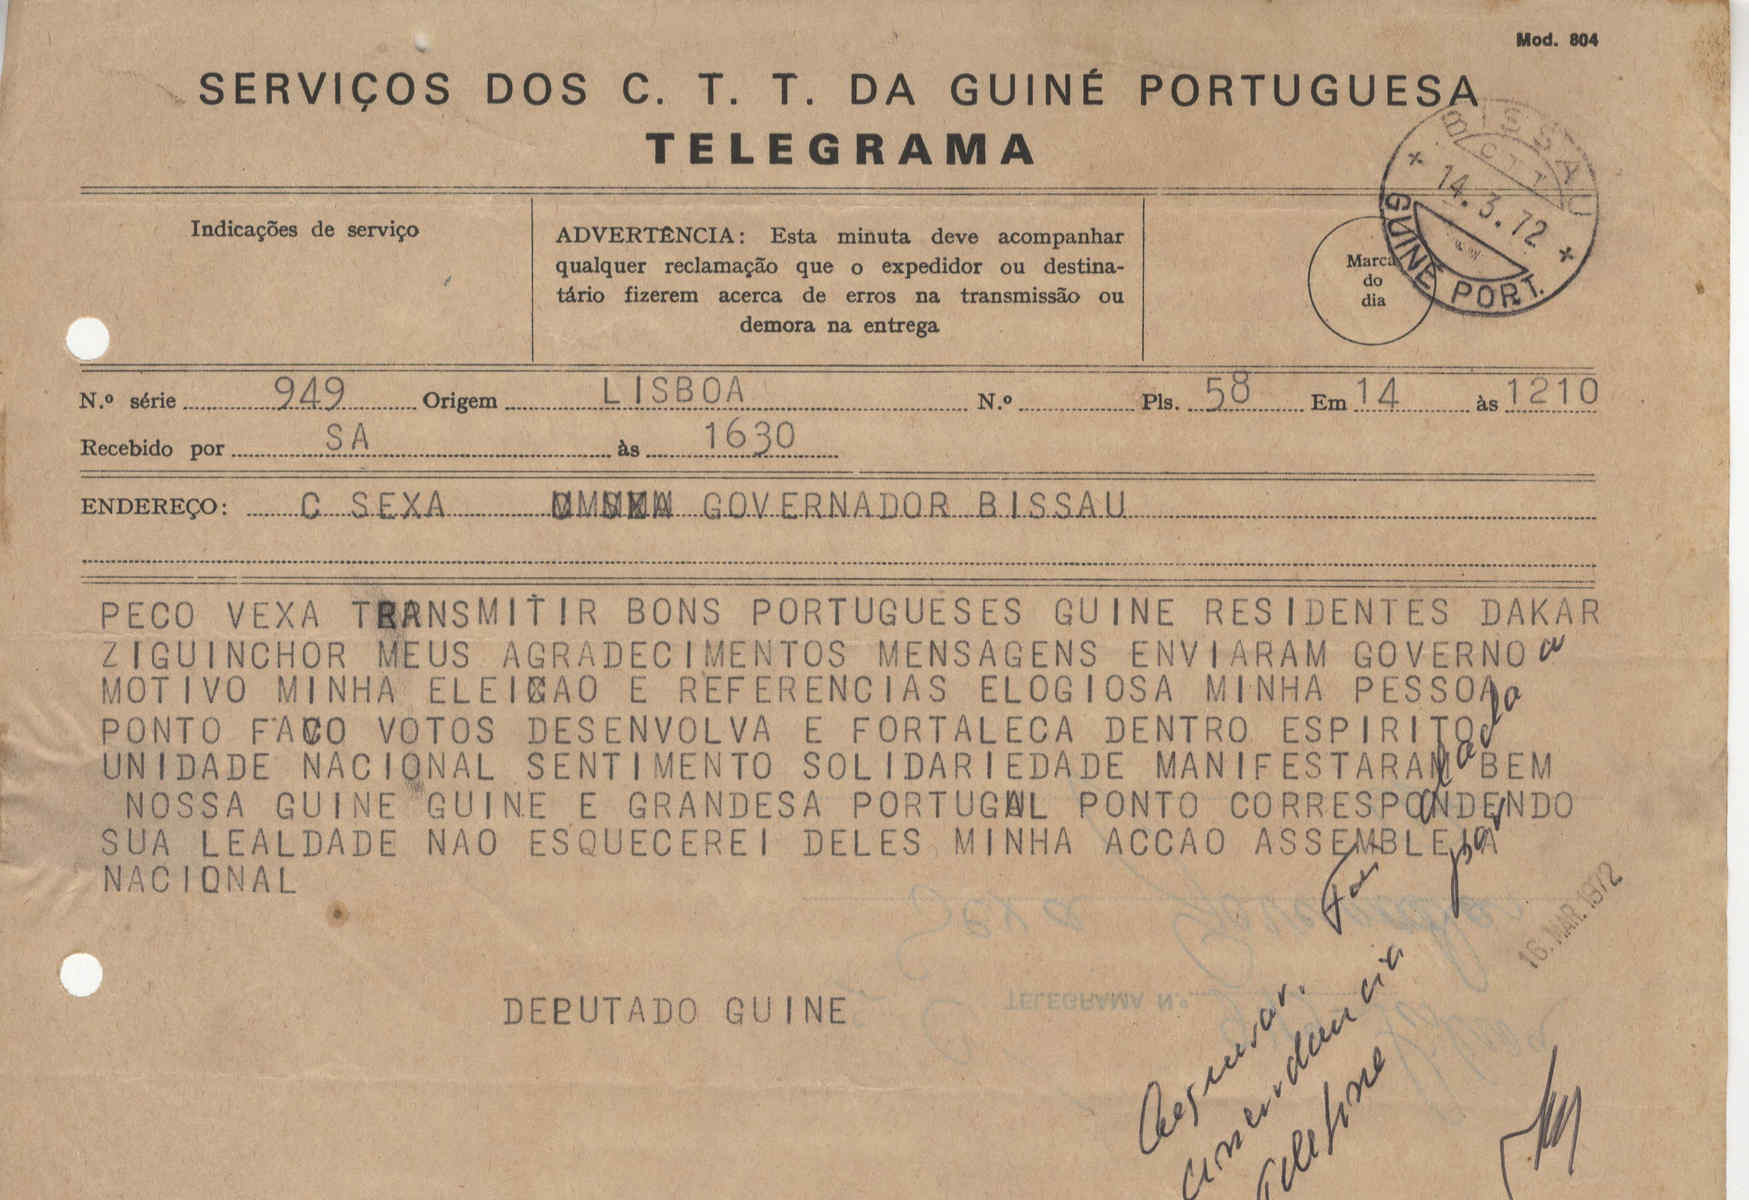 Mod. 804
SERVIÇOS DOS C. T. T. DA GUINÉ PORTUGUESA
TELEGRAMA
BISSAU
CTT
14.3.72
GUINÉ PORT.
Indicações de serviço
ADVERTÊNCIA: Esta minuta deve acompanhar
qualquer reclamação que o expedidor ou destina-
tário fizerem acerca de erros na transmissão ou
demora na entrega
Marca
do
dia
N.º série 949 Origem LISBOA N.º Pls. 58 Em 14 às 1210
Recebido por SA às 1630
ENDEREÇO: C SEXA GOVERNADOR BISSAU
PECO VEXA TRANSMITIR BONS PORTUGUESES GUINE RESIDENTES DAKAR
ZIGUINCHOR MEUS AGRADECIMENTOS MENSAGENS ENVIARAM GOVERNO
MOTIVO MINHA ELEICAO E REFERENCIAS ELOGIOSA MINHA PESSOA
PONTO FACO VOTOS DESENVOLVA E FORTALECA DENTRO ESPIRITO
UNIDADE NACIONAL SENTIMENTO SOLIDARIEDADE MANIFESTARAM BEM
NOSSA GUINE GUINE E GRANDESA PORTUGAL PONTO CORRESPONDENDO
SUA LEALDADE NAO ESQUECEREI DELES MINHA ACCAO ASSEMBLEIA
NACIONAL
DEPUTADO GUINE
16. MAR. 1972
TELEGRAMA N.º